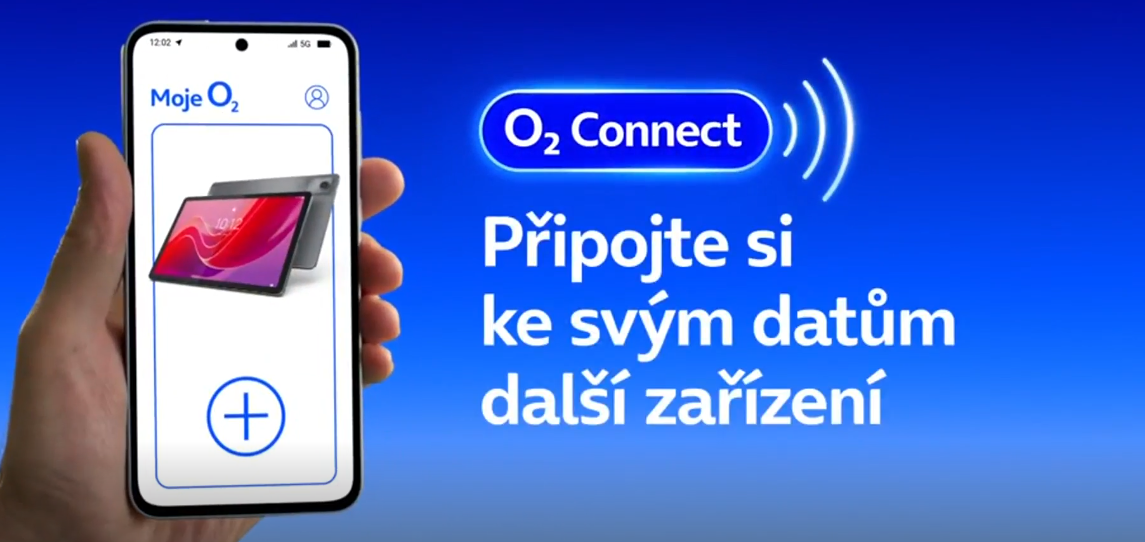 12:02
5G
Moje O₂
10:12
O₂ Connect
Připojte si
ke svým datům
další zařízení